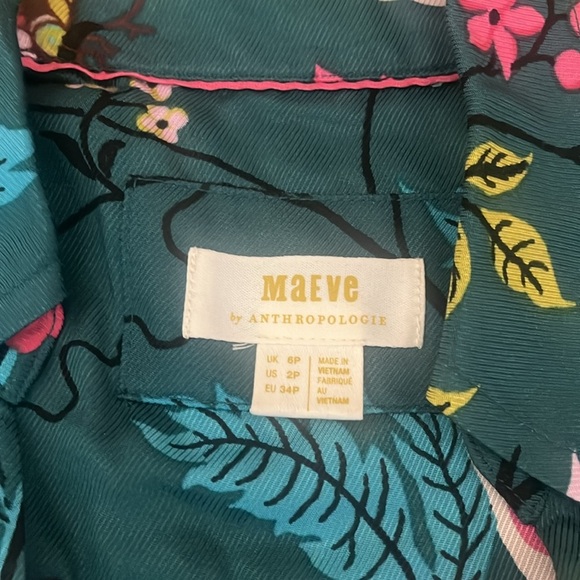 MaEVe
by ANTHROPOLOGIE
UK 6P
US 2P
EU 34P
MADE IN
VIETNAM
FABRIQUÉ
AU
VIETNAM